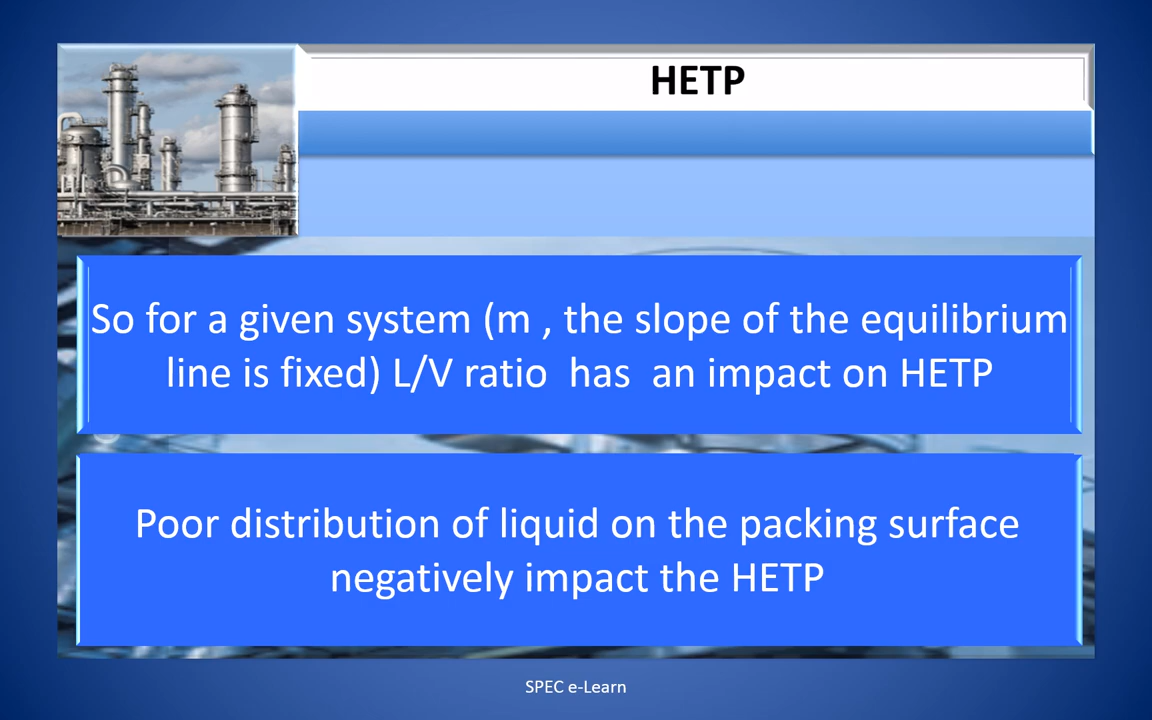 HETP
So for a given system (m , the slope of the equilibrium
line is fixed) L/V ratio  has  an impact on HETP
Poor distribution of liquid on the packing surface
negatively impact the HETP
SPEC e-Learn